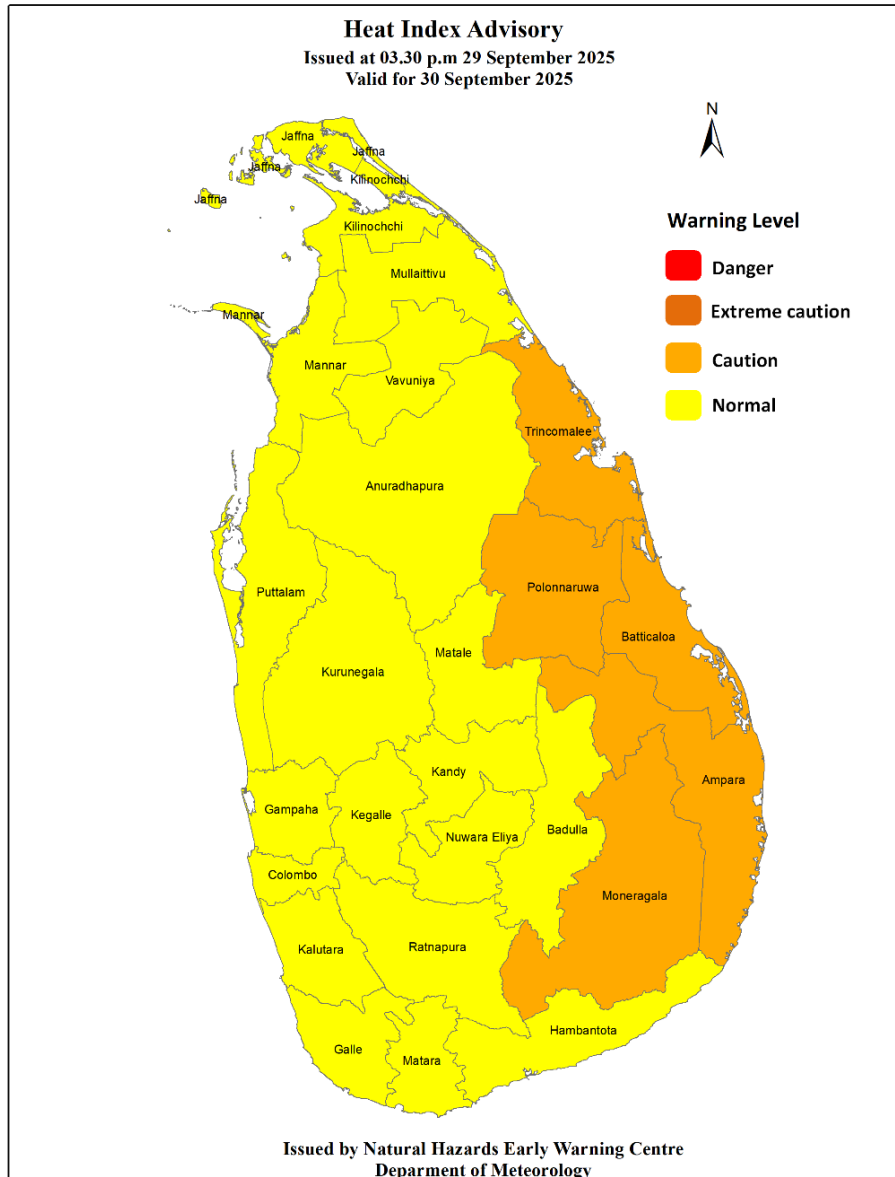 Heat Index Advisory
Issued at 03.30 p.m 29 September 2025
Valid for 30 September 2025
N
Jaffna
Jaffna
Jaffna
Kilinochchi
Jaffna
Kilinochchi
Mullaittivu
Mannar
Mannar
Vavuniya
Trincomalee
Anuradhapura
Polonnaruwa
Puttalam
Batticaloa
Matale
Kurunegala
Kandy
Ampara
Gampaha
Kegalle
Badulla
Nuwara Eliya
Colombo
Moneragala
Ratnapura
Kalutara
Hambantota
Galle
Matara
Warning Level
Danger
Extreme caution
Caution
Normal
Issued by Natural Hazards Early Warning Centre
Deparment of Meteorology